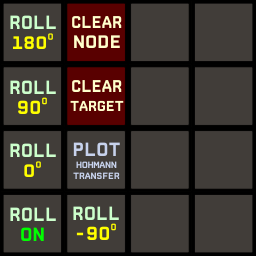 ROLL
180°
CLEAR
NODE
ROLL
90°
CLEAR
TARGET
ROLL
0°
PLOT
HOHMANN
TRANSFER
ROLL
ON
ROLL
-90°